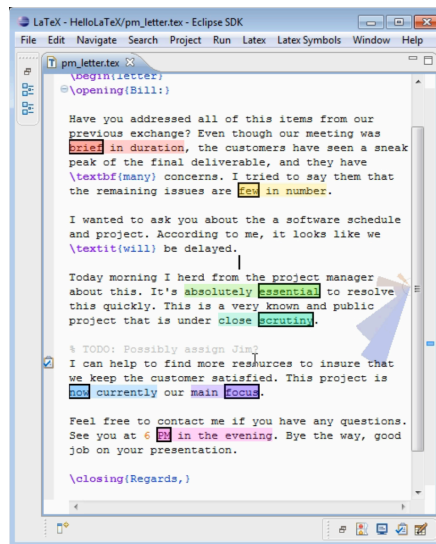 LaTeX - HelloLaTeX/pm_letter.tex - Eclipse SDK
File Edit Navigate Search Project Run Latex Latex Symbols Window Help
pm_letter.tex
\begin{letter}
\opening{Bill:}
Have you addressed all of this items from our
previous exchange? Even though our meeting was
brief in duration, the customers have seen a sneak
peak of the final deliverable, and they have
\textbf{many} concerns. I tried to say them that
the remaining issues are few in number.
I wanted to ask you about the a software schedule
and project. According to me, it looks like we
\textit{will} be delayed.
Today morning I herd from the project manager
about this. It's absolutely essential to resolve
this quickly. This is a very known and public
project that is under close scrutiny.
% TODO: Possibly assign Jim?
I can help to find more resources to insure that
we keep the customer satisfied. This project is
now currently our main focus.
Feel free to contact me if you have any questions.
See you at 6 PM in the evening. Bye the way, good
job on your presentation.
\closing{Regards,}